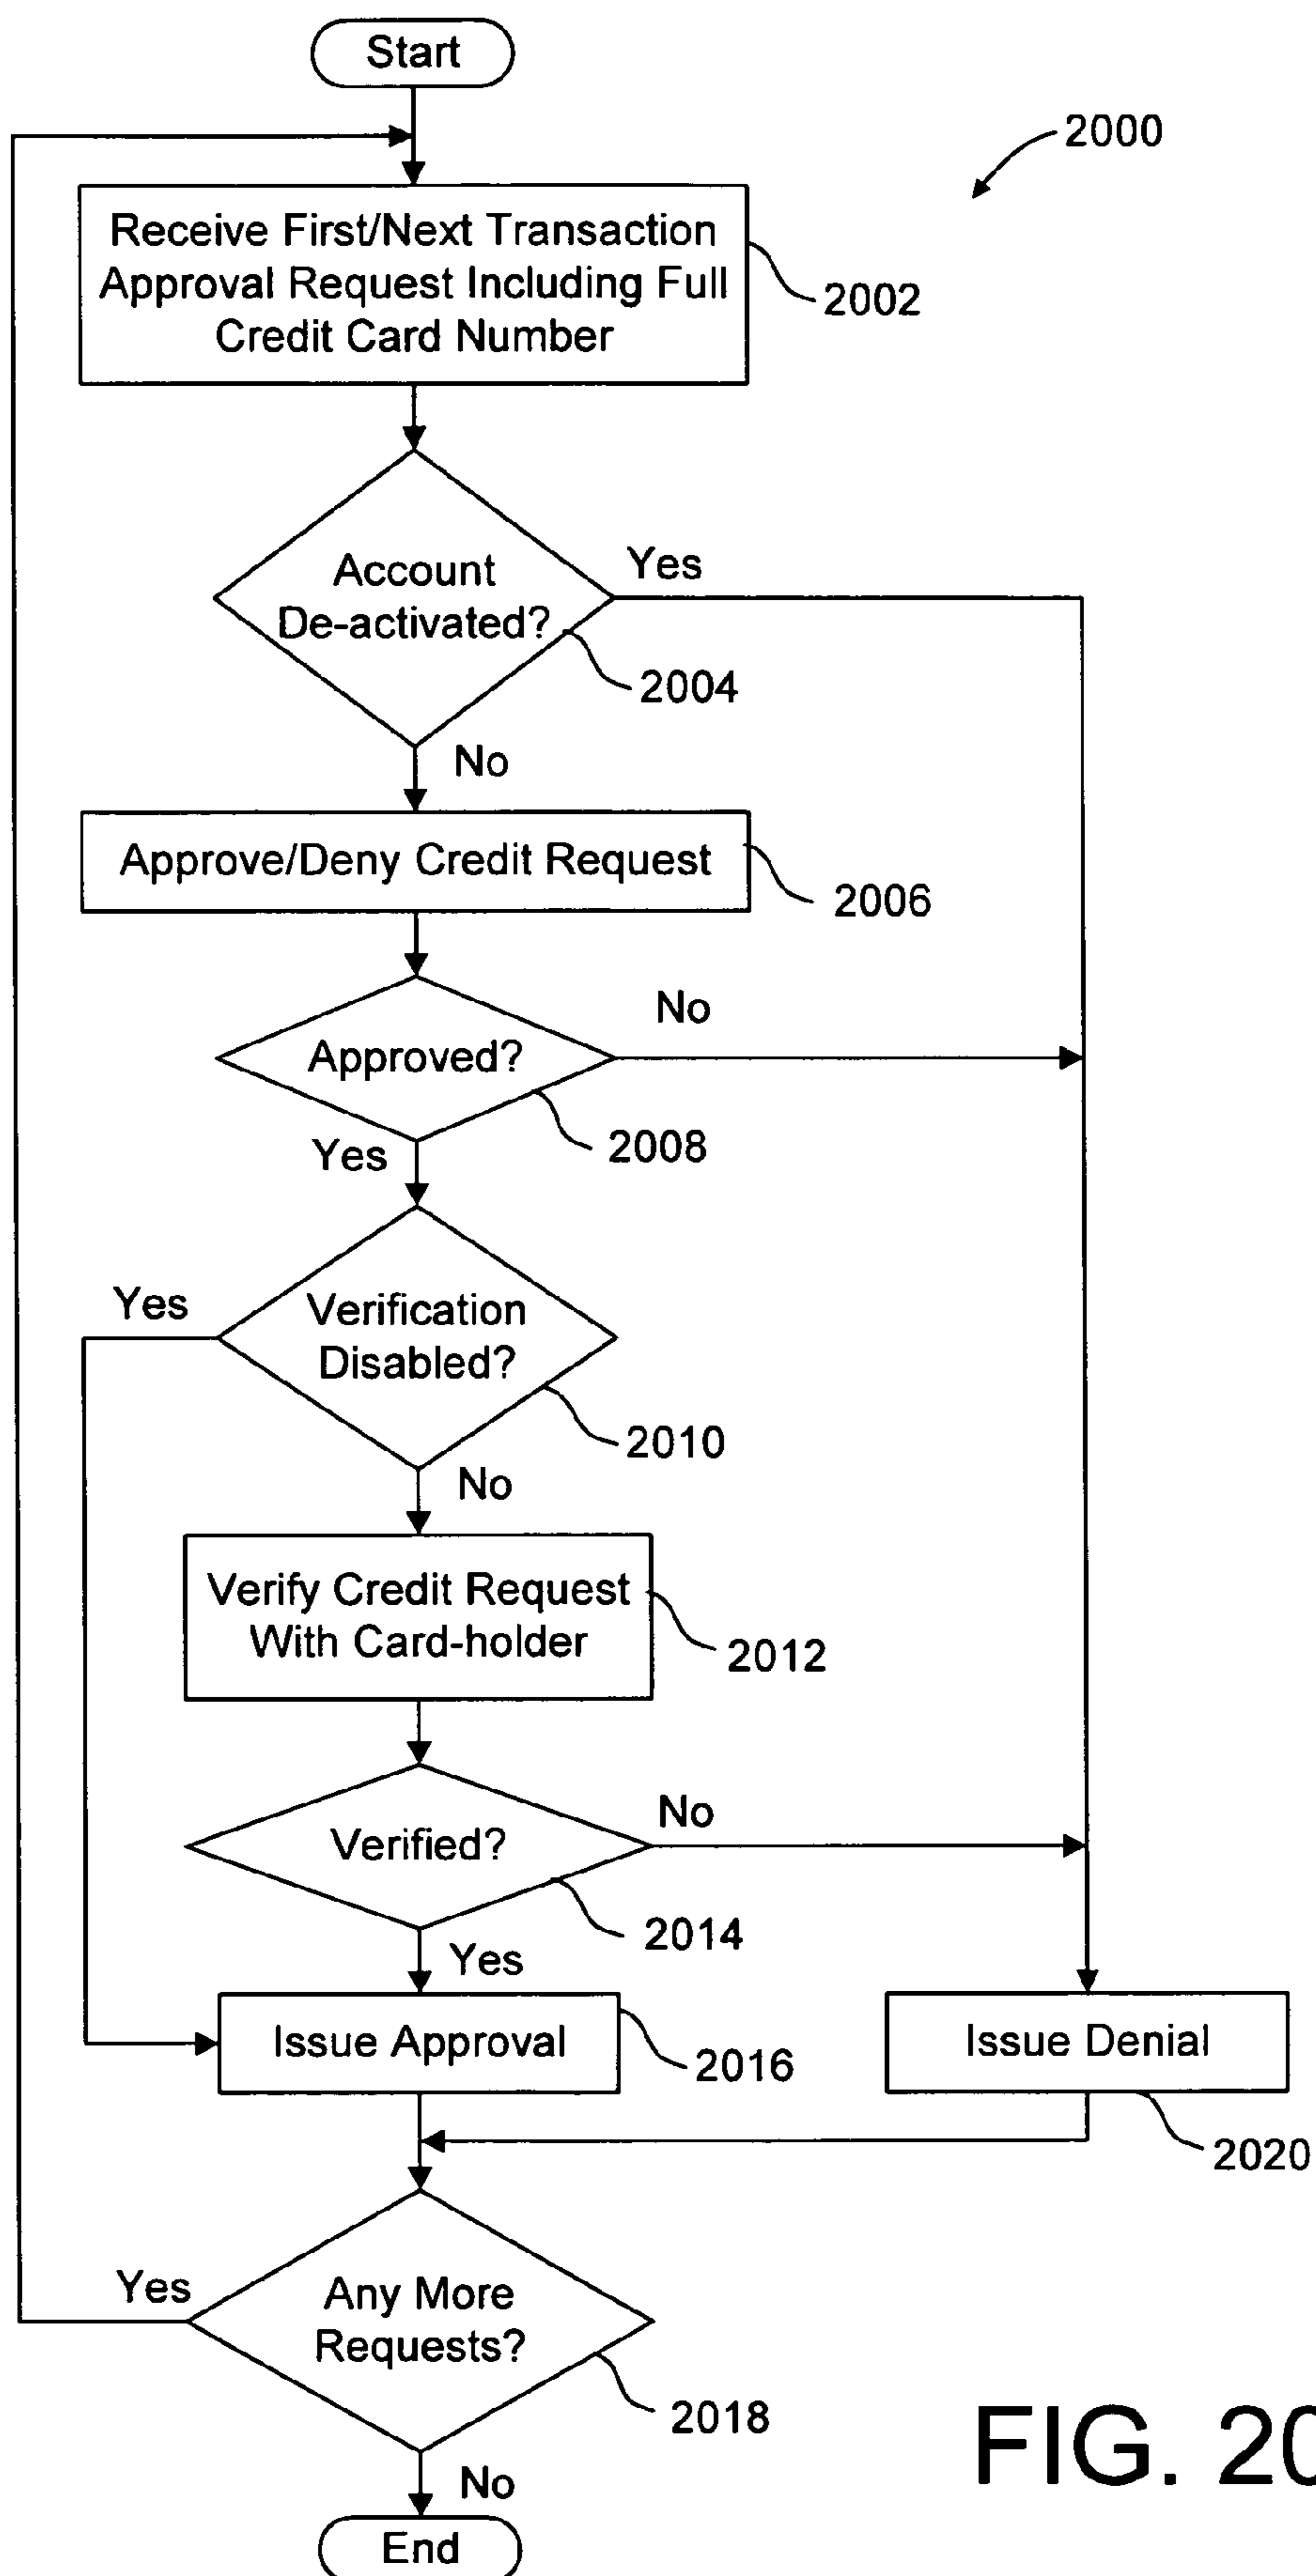 Start
2000
Receive First/Next Transaction
Approval Request Including Full
Credit Card Number
2002
Account
De-activated?
Yes
2004
No
Approve/Deny Credit Request
2006
Approved?
No
2008
Yes
Verification
Disabled?
Yes
2010
No
Verify Credit Request
With Card-holder
2012
Verified?
No
2014
Yes
Issue Approval
2016
Issue Denial
2020
Any More
Requests?
Yes
2018
No
End
FIG. 20